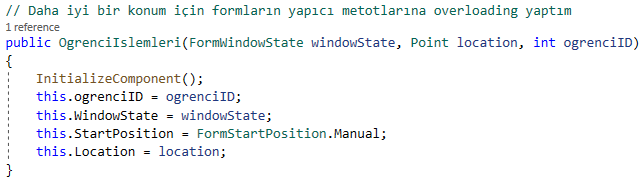 // Daha iyi bir konum için formların yapıcı metotlarına overloading yaptım
1 reference
public OgrenciIslemleri(FormWindowState windowState, Point location, int ogrenciID)
{
    InitializeComponent();
    this.ogrenciID = ogrenciID;
    this.WindowState = windowState;
    this.StartPosition = FormStartPosition.Manual;
    this.Location = location;
}